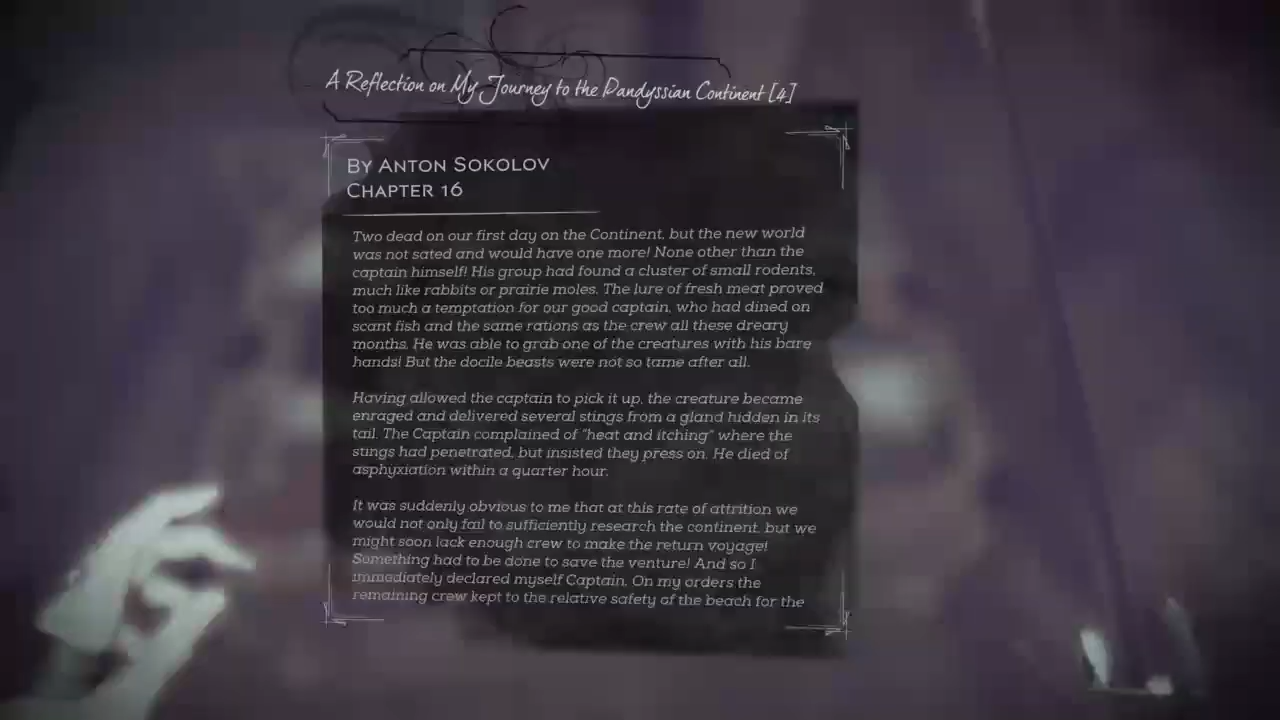 A Reflection on My Journey to the Pandyssian Continent [4]
By Anton Sokolov
Chapter 16
Two dead on our first day on the Continent, but the new world
was not sated and would have one more! None other than the
captain himself! His group had found a cluster of small rodents,
much like rabbits or prairie moles. The lure of fresh meat proved
too much a temptation for our good captain, who had dined on
scant fish and the same rations as the crew all these dreary
months. He was able to grab one of the creatures with his bare
hands! But the docile beasts were not so tame after all.
Having allowed the captain to pick it up, the creature became
enraged and delivered several stings from a gland hidden in its
tail. The Captain complained of "heat and itching" where the
stings had penetrated, but insisted they press on. He died of
asphyxiation within a quarter hour.
It was suddenly obvious to me that at this rate of attrition we
would not only fail to sufficiently research the continent, but we
might soon lack enough crew to make the return voyage!
Something had to be done to save the venture! And so I
immediately declared myself Captain. On my orders the
remaining crew kept to the relative safety of the beach for the